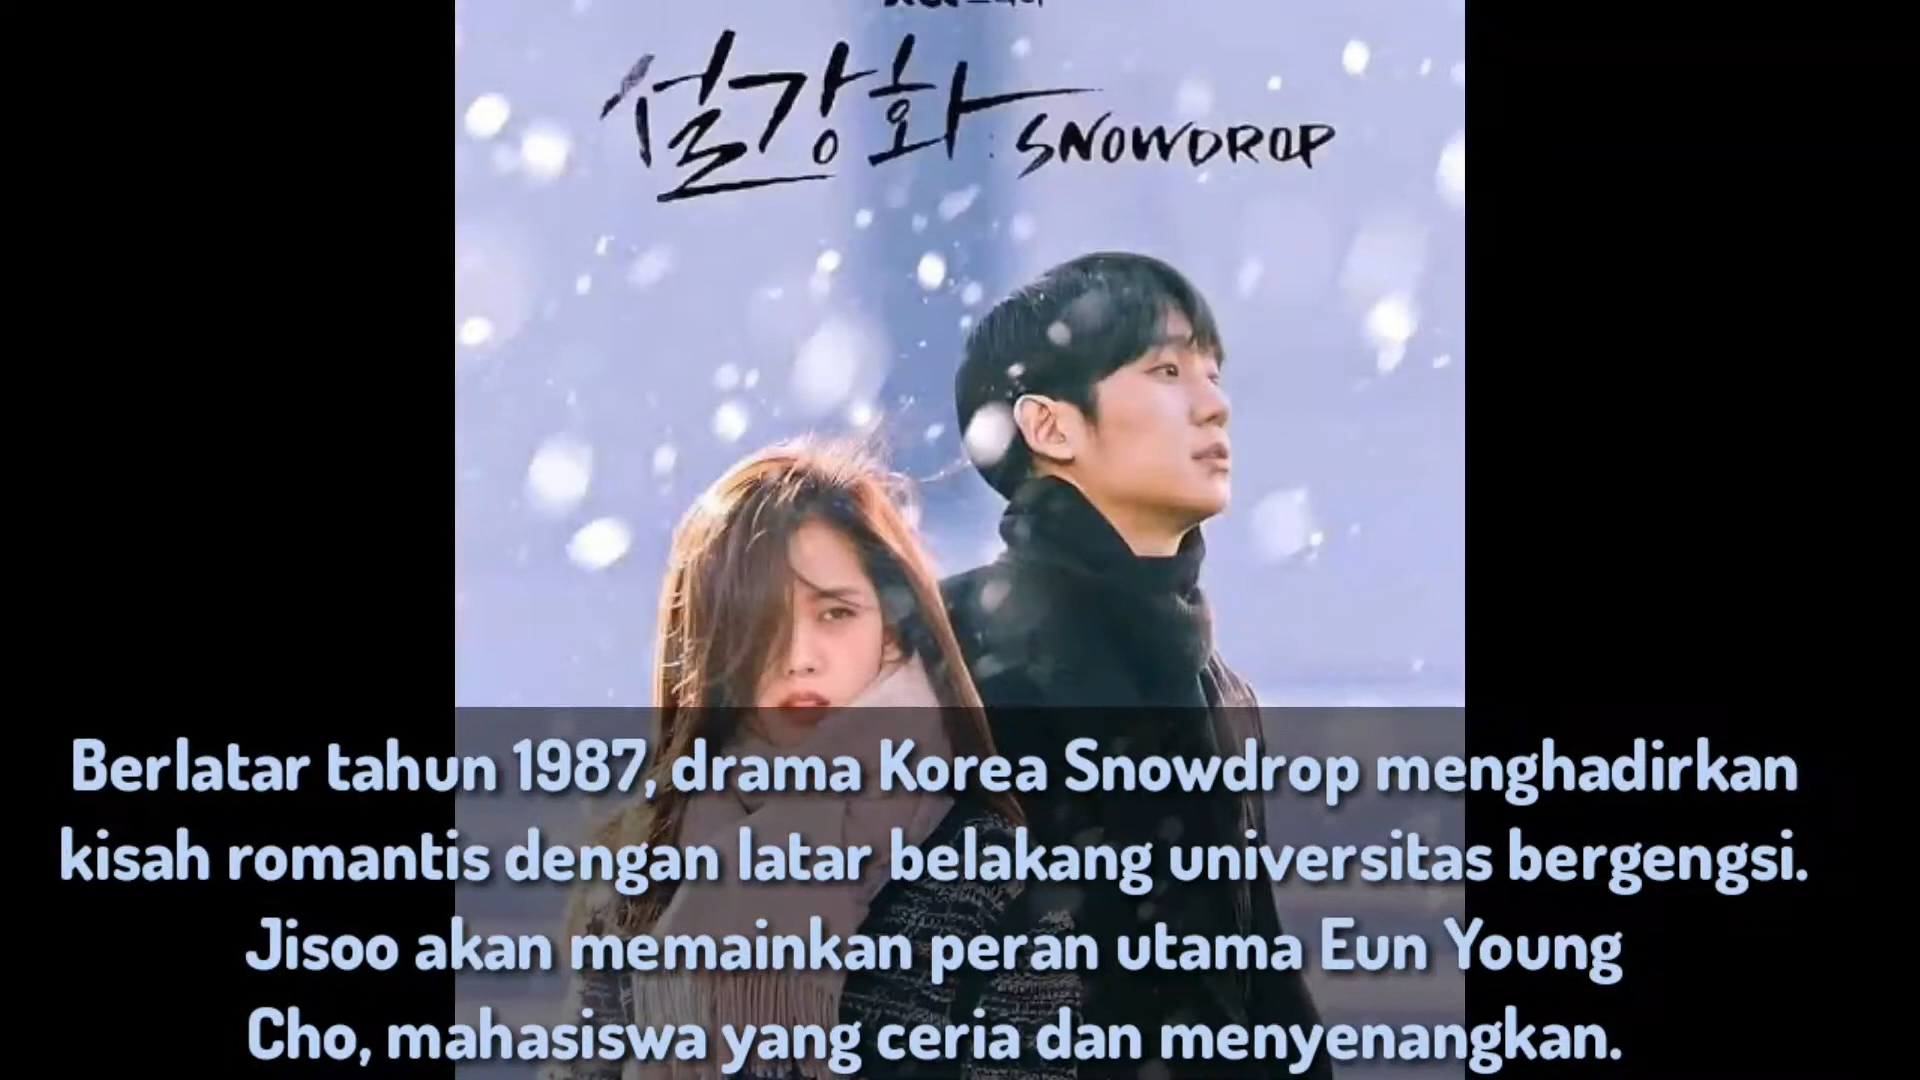 설강화 : SNOWDROP
Berlatar tahun 1987, drama Korea Snowdrop menghadirkan
kisah romantis dengan latar belakang universitas bergengsi.
Jisoo akan memainkan peran utama Eun Young
Cho, mahasiswa yang ceria dan menyenangkan.